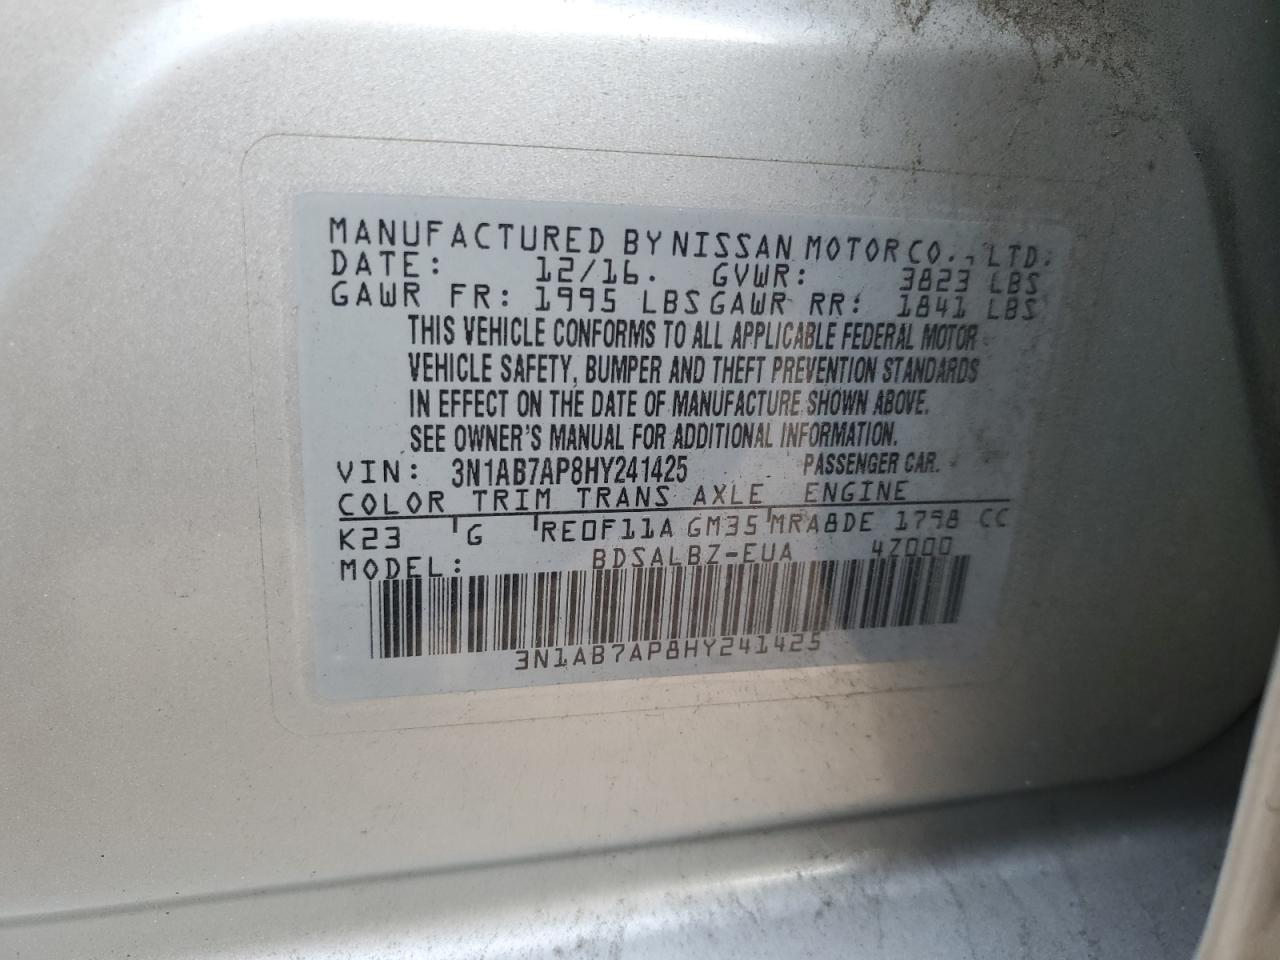 MANUFACTURED BY NISSAN MOTOR CO., LTD.
DATE: 12/16. GVWR: 3823 LBS
GAWR FR: 1995 LBS GAWR RR: 1841 LBS
THIS VEHICLE CONFORMS TO ALL APPLICABLE FEDERAL MOTOR
VEHICLE SAFETY, BUMPER AND THEFT PREVENTION STANDARDS
IN EFFECT ON THE DATE OF MANUFACTURE SHOWN ABOVE.
SEE OWNER'S MANUAL FOR ADDITIONAL INFORMATION.
VIN: 3N1AB7AP8HY241425 PASSENGER CAR.
COLOR TRIM TRANS AXLE ENGINE
K23 G RE0F11A GM35 MRA8DE 1798 CC
MODEL: BDSALBZ-EUA 47000
3N1AB7AP8HY241425